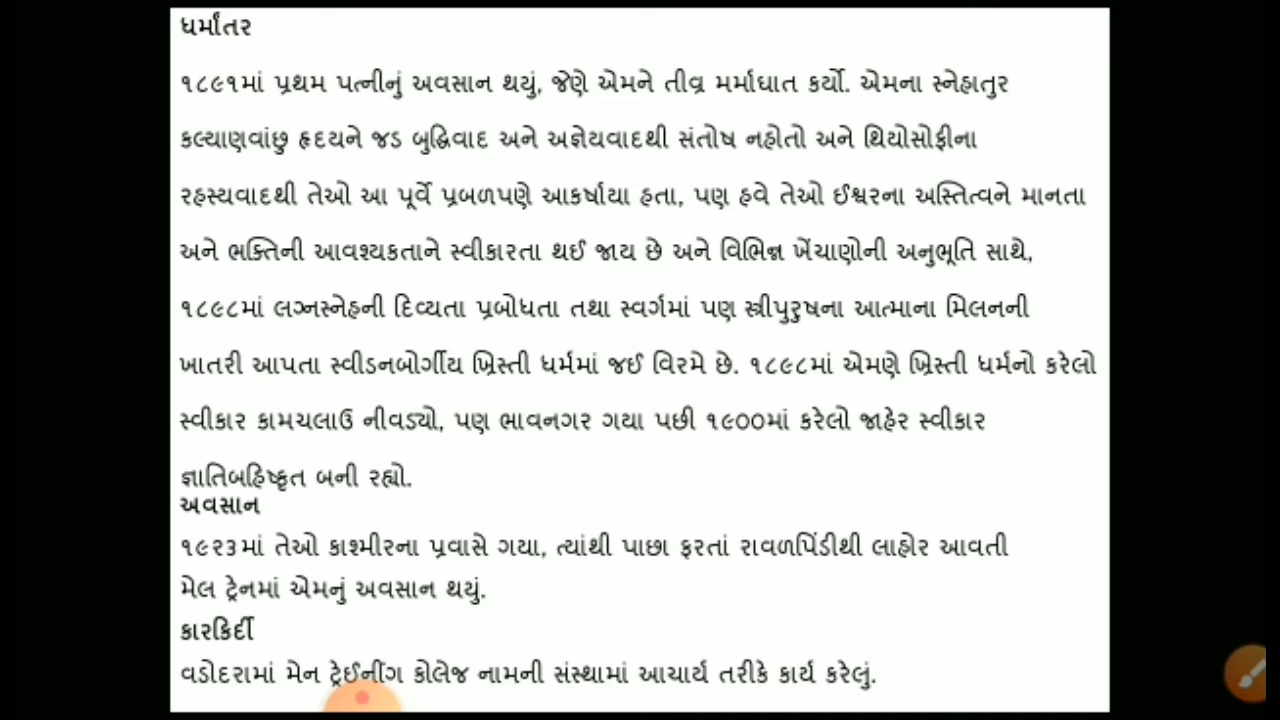 ધર્માંતર
૧૮૯૧માં પ્રથમ પત્નીનું અવસાન થયું, જેણે એમને તીવ્ર મર્માઘાત કર્યો. એમના સ્નેહાતુર
કલ્યાણવાંછુ હૃદયને જડ બુદ્ધિવાદ અને અજ્ઞેયવાદથી સંતોષ નહોતો અને થિયોસોફીના
રહસ્યવાદથી તેઓ આ પૂર્વે પ્રબળપણે આકર્ષાયા હતા, પણ હવે તેઓ ઈશ્વરના અસ્તિત્વને માનતા
અને ભક્તિની આવશ્યકતાને સ્વીકારતા થઈ જાય છે અને વિભિન્ન ખેંચાણોની અનુભૂતિ સાથે,
૧૮૯૮માં લગ્નસ્નેહની દિવ્યતા પ્રબોધતા તથા સ્વર્ગમાં પણ સ્ત્રીપુરુષના આત્માના મિલનની
ખાતરી આપતા સ્વીડનબોર્ગીય ખ્રિસ્તી ધર્મમાં જઈ વિરમે છે. ૧૮૯૮માં એમણે ખ્રિસ્તી ધર્મનો કરેલો
સ્વીકાર કામચલાઉ નીવડ્યો, પણ ભાવનગર ગયા પછી ૧૯૦૦માં કરેલો જાહેર સ્વીકાર
જ્ઞાતિબહિષ્કૃત બની રહ્યો.
અવસાન
૧૯૨૩માં તેઓ કાશ્મીરના પ્રવાસે ગયા, ત્યાંથી પાછા ફરતાં રાવળપિંડીથી લાહોર આવતી
મેલ ટ્રેનમાં એમનું અવસાન થયું.
કારકિર્દી
વડોદરામાં મેન ટ્રેઈનીંગ કોલેજ નામની સંસ્થામાં આચાર્ય તરીકે કાર્ય કરેલું.